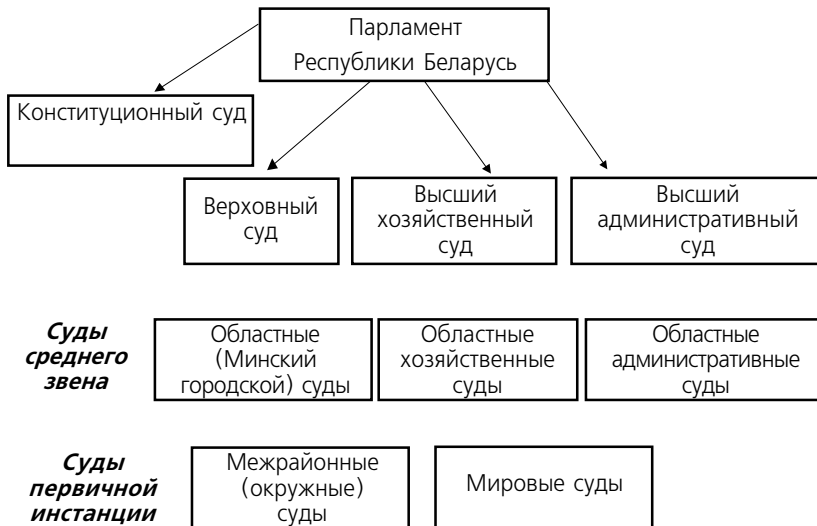 Парламент
Республики Беларусь
Конституционный суд
Верховный
суд
Высший
хозяйственный
суд
Высший
административный
суд
Суды
среднего
звена
Областные
(Минский
городской) суды
Областные
хозяйственные
суды
Областные
административные
суды
Суды
первичной
инстанции
Межрайонные
(окружные)
суды
Мировые суды